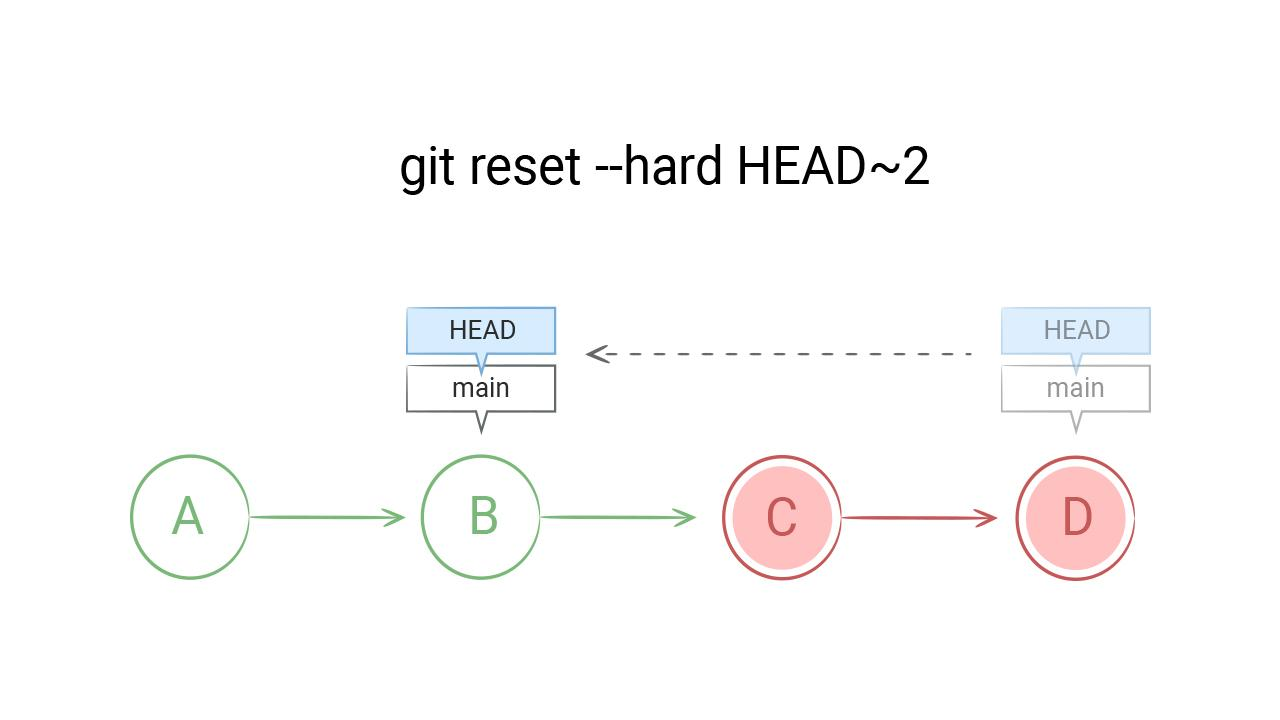 git reset --hard HEAD~2
HEAD
HEAD
main
main
A
B
C
D